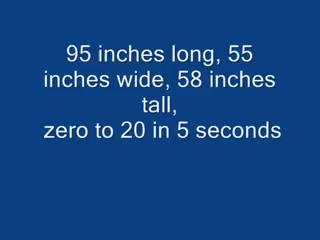 95 inches long, 55
inches wide, 58 inches
tall,
zero to 20 in 5 seconds